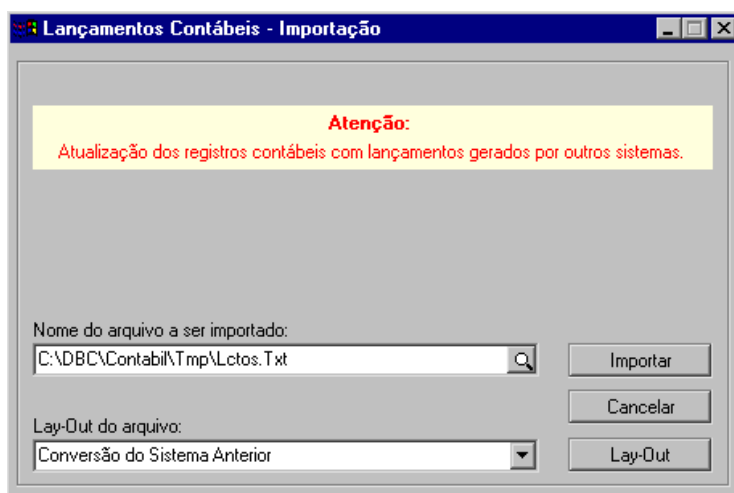 Lançamentos Contábeis - Importação
Atenção:
Atualização dos registros contábeis com lançamentos gerados por outros sistemas.
Nome do arquivo a ser importado:
C:\DBC\Contabil\Tmp\Lctos.Txt
Importar
Cancelar
Lay-Out do arquivo:
Conversão do Sistema Anterior
Lay-Out